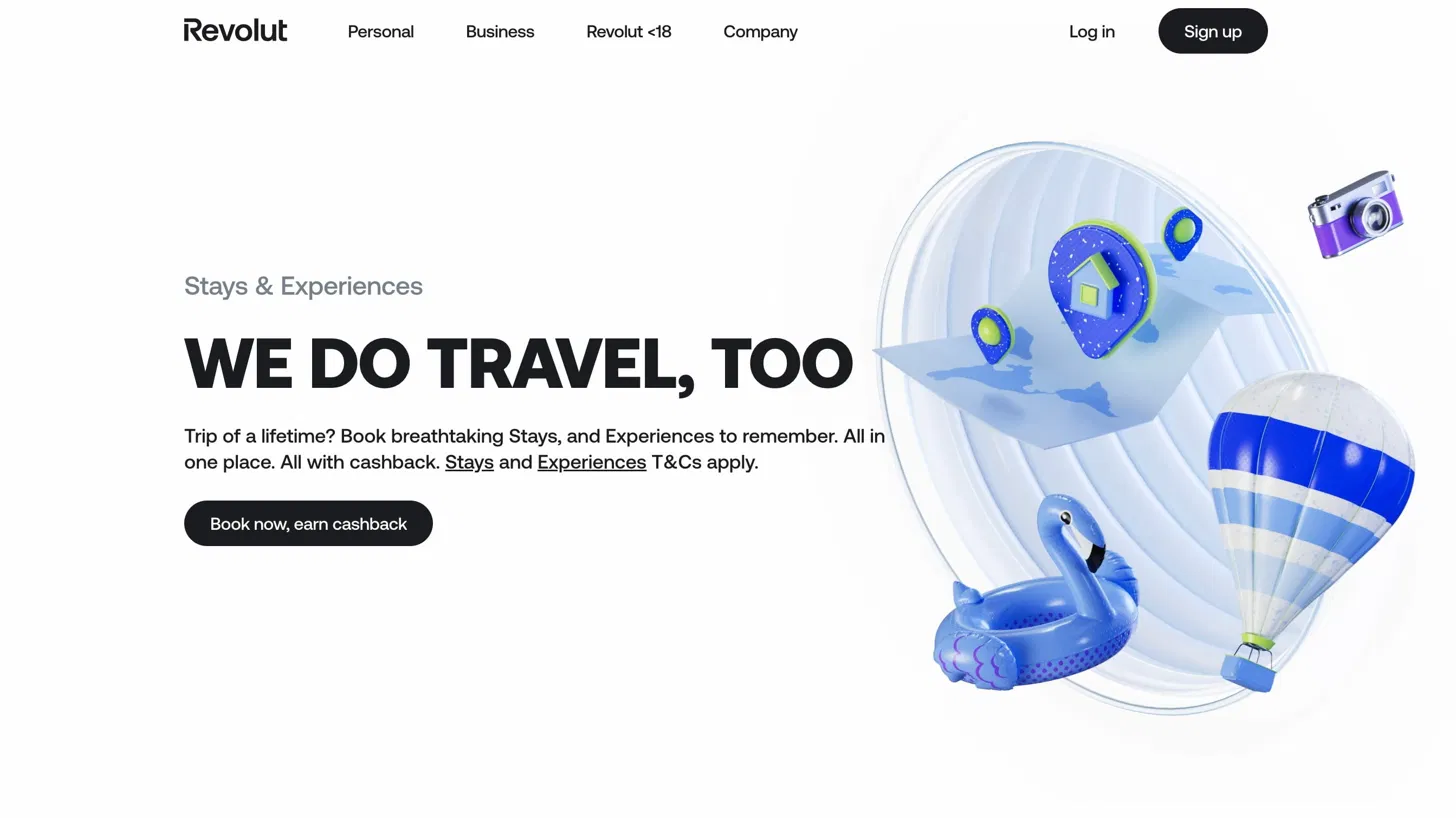 Revolut
Personal
Business
Revolut <18
Company
Log in
Sign up
Stays & Experiences
WE DO TRAVEL, TOO
Trip of a lifetime? Book breathtaking Stays, and Experiences to remember. All in
one place. All with cashback. Stays and Experiences T&Cs apply.
Book now, earn cashback